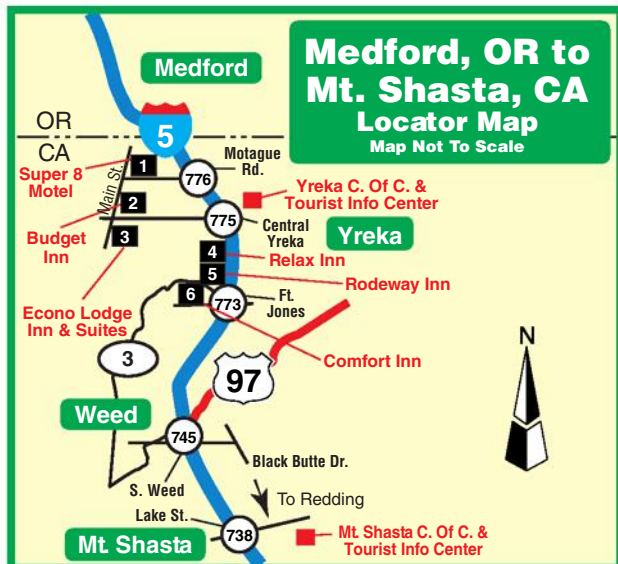 Medford, OR to
Mt. Shasta, CA
Locator Map
Map Not To Scale
Medford
OR
CA
5
Super 8
Motel
Main St.
1
Motague
Rd.
776
Yreka C. Of C. &
Tourist Info Center
2
775
Central
Yreka
Yreka
Budget
Inn
3
4
Relax Inn
5
Rodeway Inn
Econo Lodge
Inn & Suites
6
773
Ft.
Jones
Comfort Inn
3
97
N
Weed
745
S. Weed
Black Butte Dr.
To Redding
Lake St.
738
Mt. Shasta
Mt. Shasta C. Of C. &
Tourist Info Center